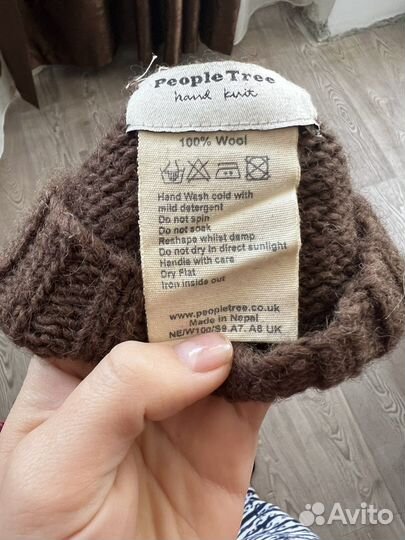 People Tree
hand knit
100% Wool
Hand Wash cold with
mild detergent
Do not spin
Do not soak
Reshape whilst damp
Do not dry in direct sunlight
Handle with care
Dry Flat
Iron inside out
www.peopletree.co.uk
Made in Nepal
NE/W100/S9.A7. A8 UK
Avito